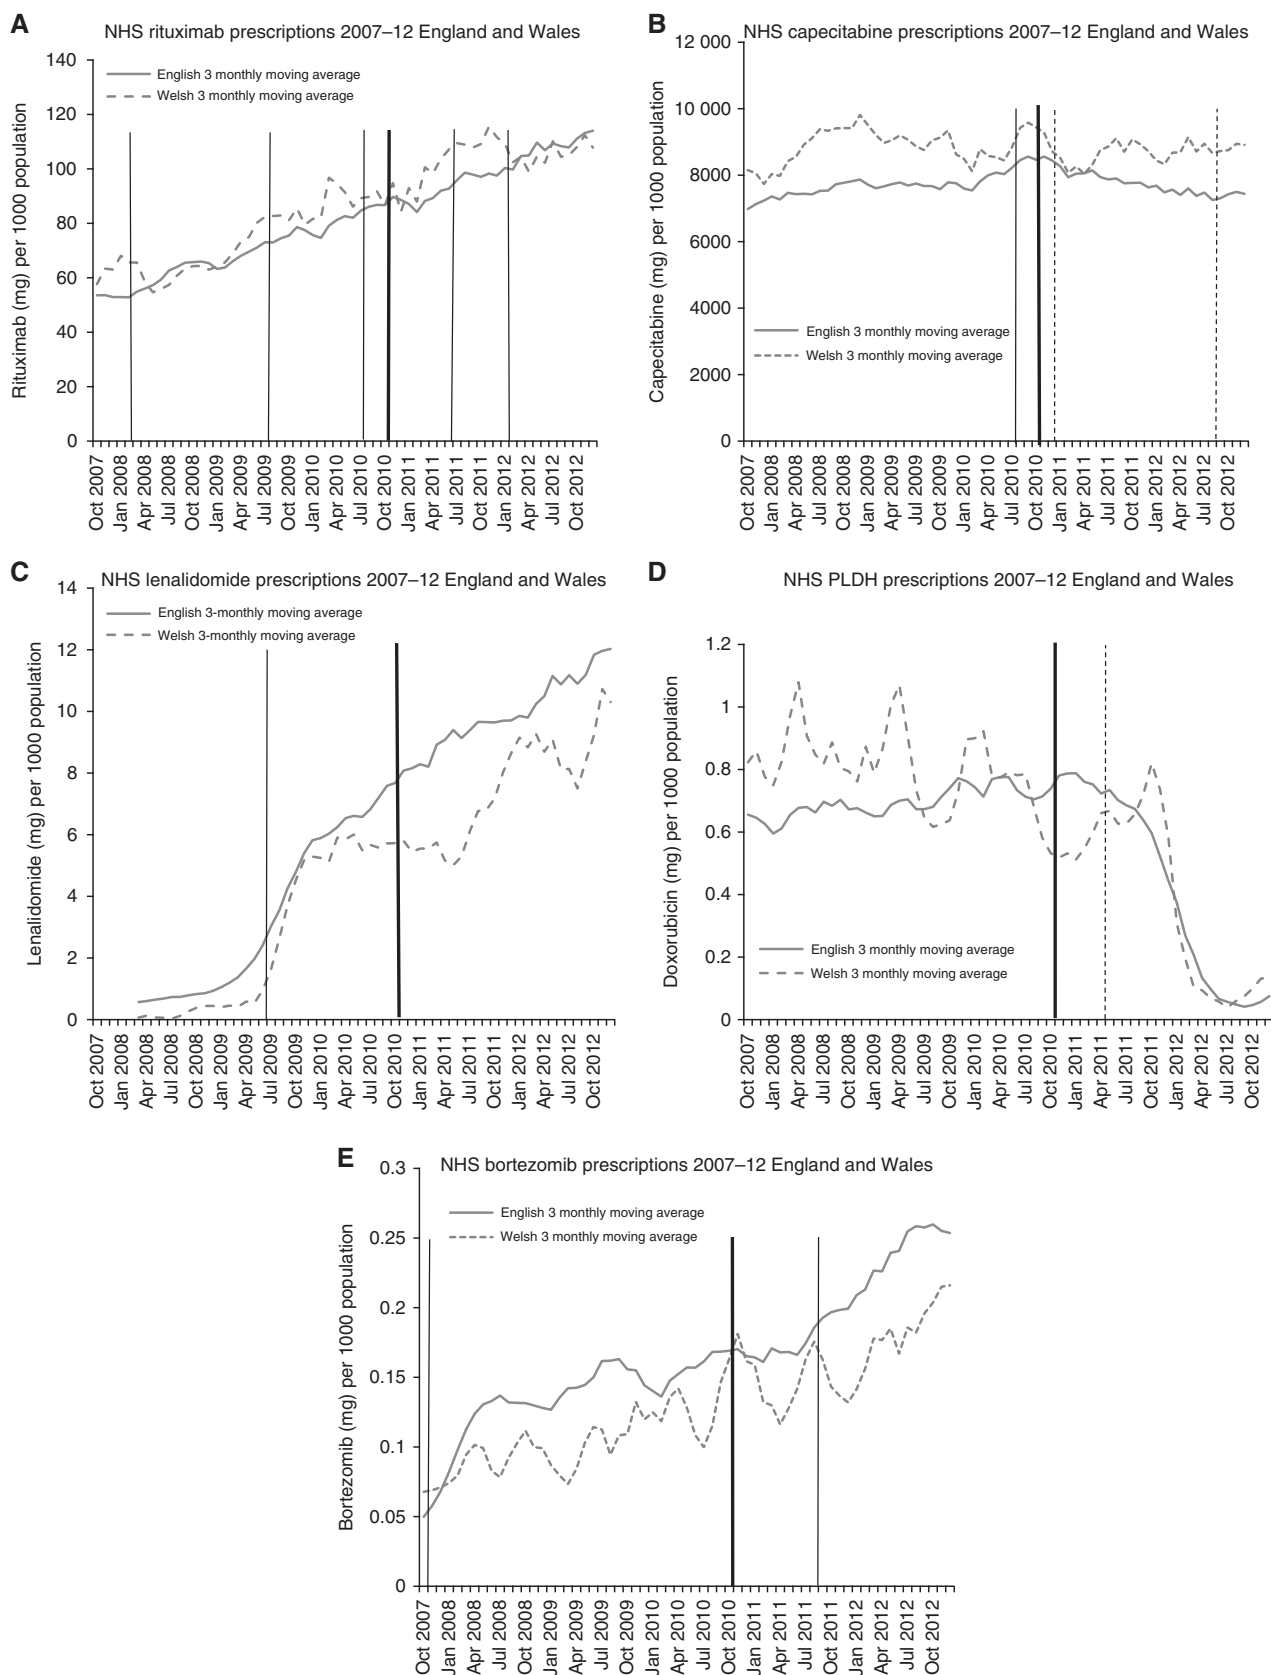 A
NHS rituximab prescriptions 2007–12 England and Wales
English 3 monthly moving average
Welsh 3 monthly moving average
Rituximab (mg) per 1000 population
140
120
100
80
60
40
20
0
Oct 2007
Jan 2008
Apr 2008
Jul 2008
Oct 2008
Jan 2009
Apr 2009
Jul 2009
Oct 2009
Jan 2010
Apr 2010
Jul 2010
Oct 2010
Jan 2011
Apr 2011
Jul 2011
Oct 2011
Jan 2012
Apr 2012
Jul 2012
Oct 2012
B
NHS capecitabine prescriptions 2007–12 England and Wales
Capecitabine (mg) per 1000 population
12 000
10 000
8000
6000
4000
2000
0
English 3 monthly moving average
Welsh 3 monthly moving average
Oct 2007
Jan 2008
Apr 2008
Jul 2008
Oct 2008
Jan 2009
Apr 2009
Jul 2009
Oct 2009
Jan 2010
Apr 2010
Jul 2010
Oct 2010
Jan 2011
Apr 2011
Jul 2011
Oct 2011
Jan 2012
Apr 2012
Jul 2012
Oct 2012
C
NHS lenalidomide prescriptions 2007–12 England and Wales
English 3-monthly moving average
Welsh 3-monthly moving average
Lenalidomide (mg) per 1000 population
14
12
10
8
6
4
2
0
Oct 2007
Jan 2008
Apr 2008
Jul 2008
Oct 2008
Jan 2009
Apr 2009
Jul 2009
Oct 2009
Jan 2010
Apr 2010
Jul 2010
Oct 2010
Jan 2011
Apr 2011
Jul 2011
Oct 2011
Jan 2012
Apr 2012
Jul 2012
Oct 2012
D
NHS PLDH prescriptions 2007–12 England and Wales
Doxorubicin (mg) per 1000 population
1.2
1
0.8
0.6
0.4
0.2
0
English 3 monthly moving average
Welsh 3 monthly moving average
Oct 2007
Jan 2008
Apr 2008
Jul 2008
Oct 2008
Jan 2009
Apr 2009
Jul 2009
Oct 2009
Jan 2010
Apr 2010
Jul 2010
Oct 2010
Jan 2011
Apr 2011
Jul 2011
Oct 2011
Jan 2012
Apr 2012
Jul 2012
Oct 2012
E
NHS bortezomib prescriptions 2007–12 England and Wales
English 3 monthly moving average
Welsh 3 monthly moving average
Bortezomib (mg) per 1000 population
0.3
0.25
0.2
0.15
0.1
0.05
0
Oct 2007
Jan 2008
Apr 2008
Jul 2008
Oct 2008
Jan 2009
Apr 2009
Jul 2009
Oct 2009
Jan 2010
Apr 2010
Jul 2010
Oct 2010
Jan 2011
Apr 2011
Jul 2011
Oct 2011
Jan 2012
Apr 2012
Jul 2012
Oct 2012